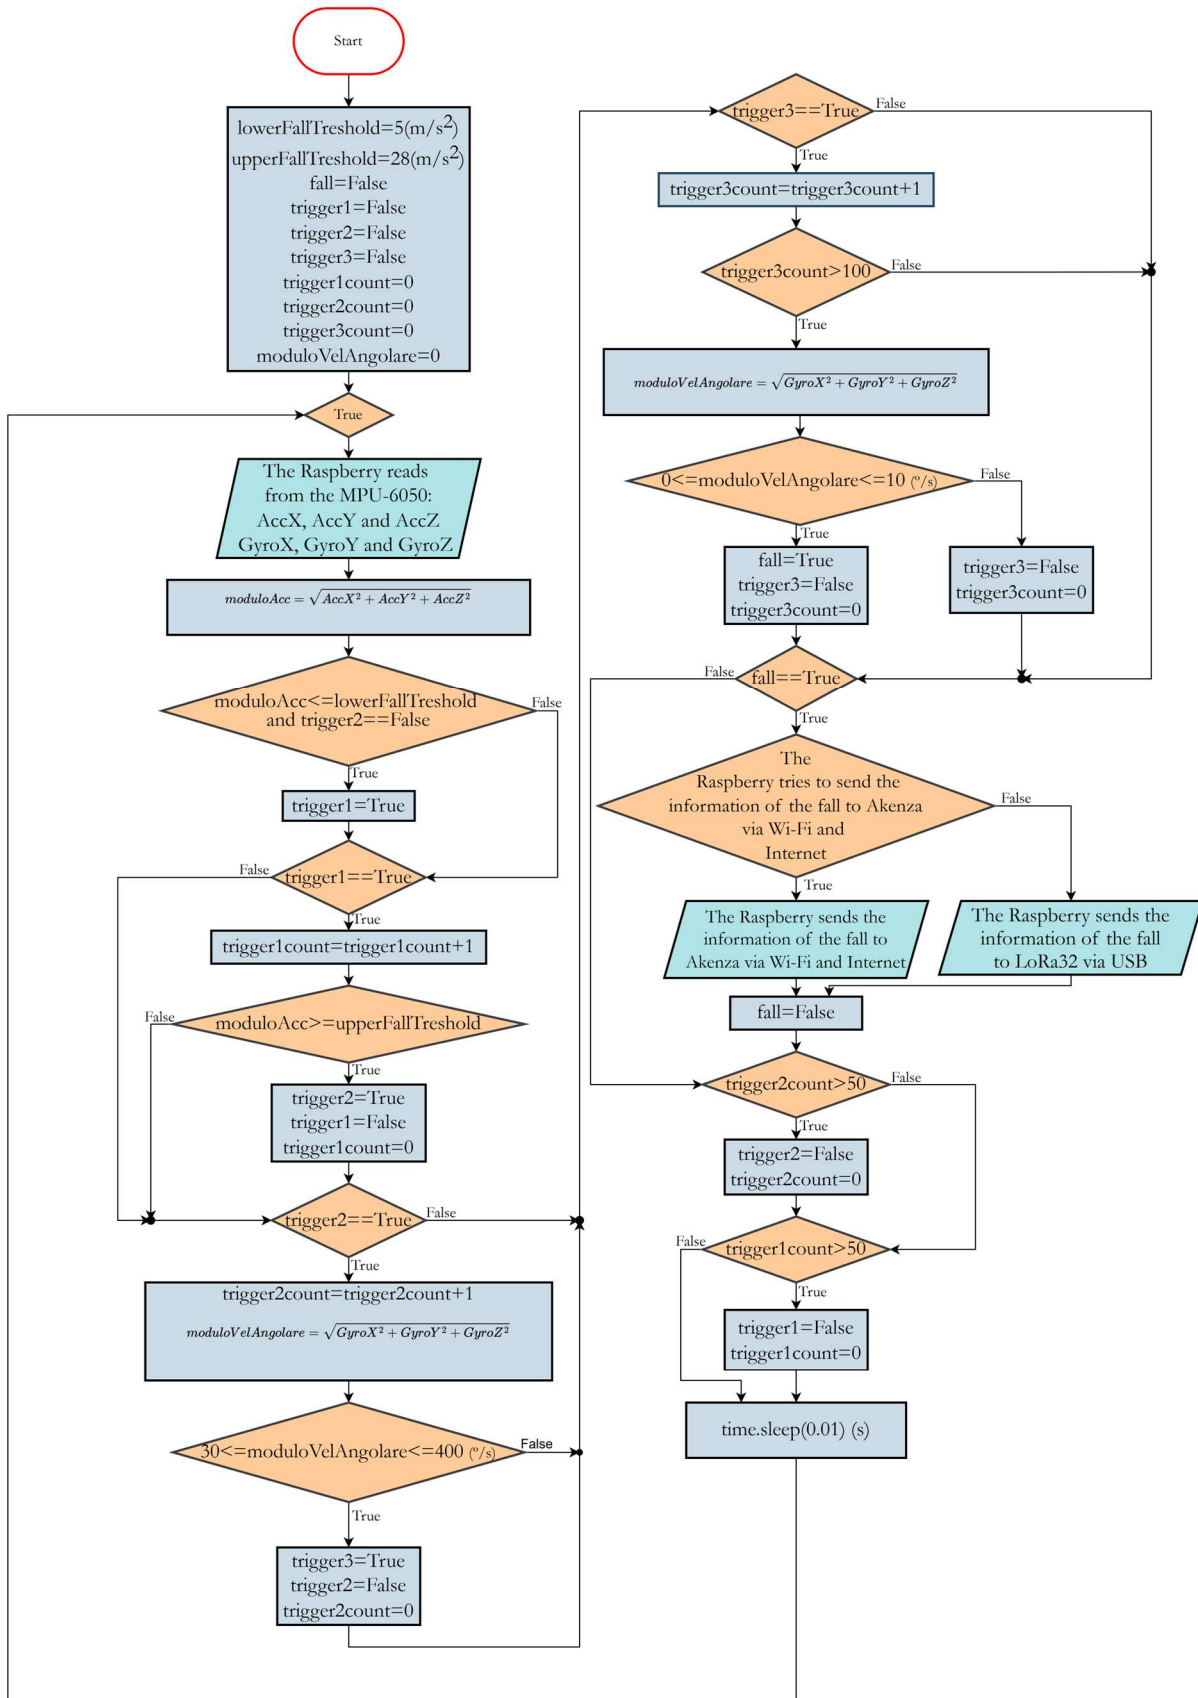 Start
lowerFallTreshold=5(m/s²)
upperFallTreshold=28(m/s²)
fall=False
trigger1=False
trigger2=False
trigger3=False
trigger1count=0
trigger2count=0
trigger3count=0
moduloVelAngolare=0
True
The Raspberry reads
from the MPU-6050:
AccX, AccY and AccZ
GyroX, GyroY and GyroZ
moduloAcc = √AccX² + AccY² + AccZ²
moduloAcc<=lowerFallTreshold
and trigger2==False
False
True
trigger1=True
trigger1==True
False
True
trigger1count=trigger1count+1
moduloAcc>=upperFallTreshold
False
True
trigger2=True
trigger1=False
trigger1count=0
trigger2==True
False
True
trigger2count=trigger2count+1
moduloVelAngolare = √GyroX² + GyroY² + GyroZ²
30<=moduloVelAngolare<=400 (º/s)
False
True
trigger3=True
trigger2=False
trigger2count=0
trigger3==True
False
True
trigger3count=trigger3count+1
trigger3count>100
False
True
moduloVelAngolare = √GyroX² + GyroY² + GyroZ²
0<=moduloVelAngolare<=10 (º/s)
False
True
fall=True
trigger3=False
trigger3count=0
trigger3=False
trigger3count=0
fall==True
False
True
The
Raspberry tries to send the
information of the fall to Akenza
via Wi-Fi and
Internet
False
True
The Raspberry sends the
information of the fall to
Akenza via Wi-Fi and Internet
The Raspberry sends the
information of the fall
to LoRa32 via USB
fall=False
trigger2count>50
False
True
trigger2=False
trigger2count=0
trigger1count>50
False
True
trigger1=False
trigger1count=0
time.sleep(0.01) (s)